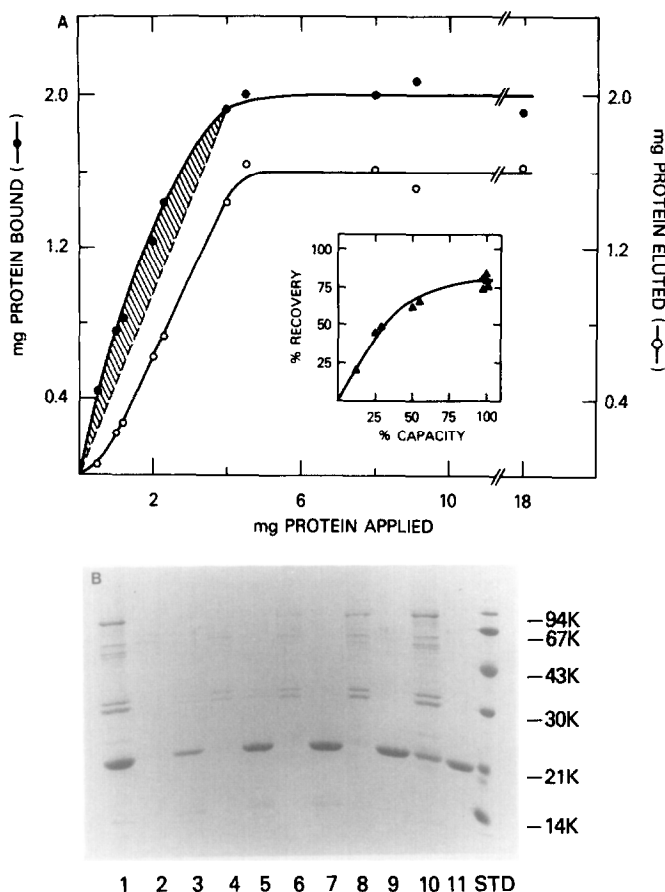 A
mg PROTEIN BOUND (—●—)
2.0
1.2
0.4
2.0
1.2
0.4
mg PROTEIN ELUTED (—○—)
100
75
50
25
% RECOVERY
25 50 75 100
% CAPACITY
2 6 10 18
mg PROTEIN APPLIED
B
—94K
—67K
—43K
—30K
—21K
—14K
1 2 3 4 5 6 7 8 9 10 11 STD